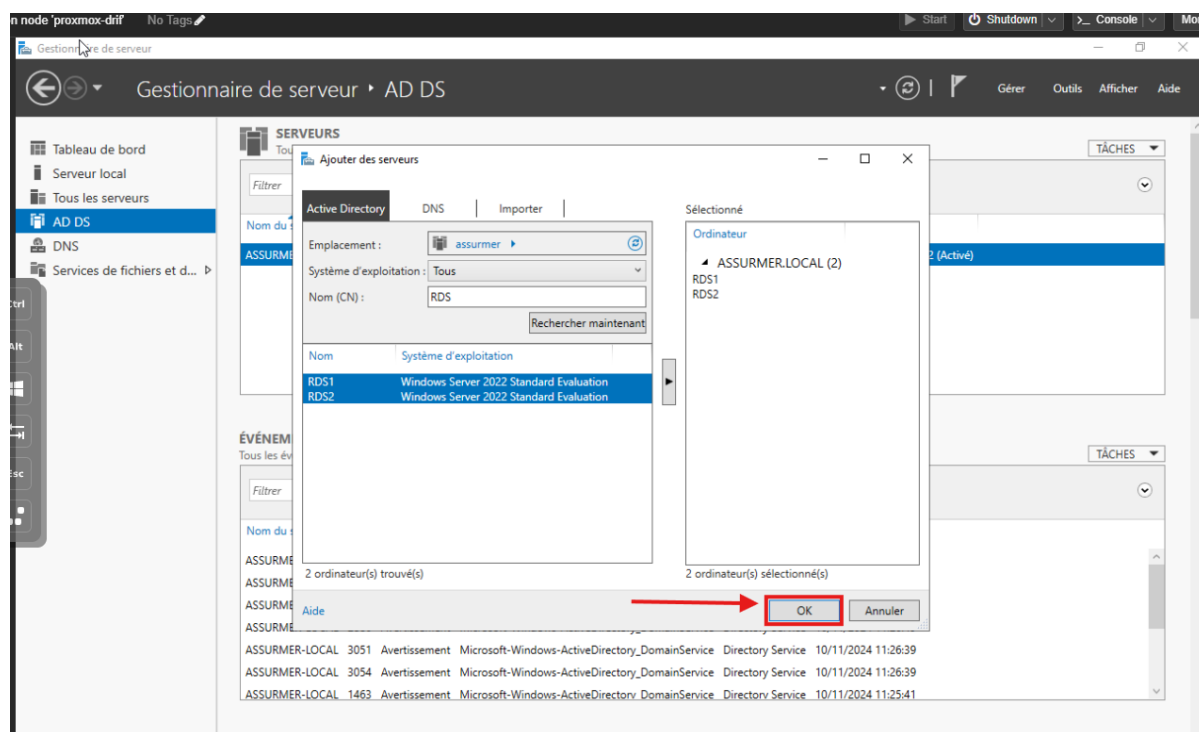 n node 'proxmox-drif' No Tags Start Shutdown Console Mo
Gestionnaire de serveur
Gestionnaire de serveur AD DS Gérer Outils Afficher Aide
Tableau de bord
Serveur local
Tous les serveurs
AD DS
DNS
Services de fichiers et d...
Ctrl
Alt
Esc
SERVEURS
Tou
TÂCHES
Filtrer
Nom du s
ASSURME
2 (Activé)
Ajouter des serveurs
Active Directory DNS Importer
Emplacement : assurmer
Système d'exploitation : Tous
Nom (CN) : RDS
Rechercher maintenant
Nom Système d'exploitation
RDS1 Windows Server 2022 Standard Evaluation
RDS2 Windows Server 2022 Standard Evaluation
2 ordinateur(s) trouvé(s)
Sélectionné
Ordinateur
ASSURMER.LOCAL (2)
RDS1
RDS2
2 ordinateur(s) sélectionné(s)
Aide OK Annuler
ÉVÉNEM
Tous les év
TÂCHES
Filtrer
Nom du s
ASSURME
ASSURME
ASSURME
ASSURME
ASSURMER-LOCAL 3051 Avertissement Microsoft-Windows-ActiveDirectory_DomainService Directory Service 10/11/2024 11:26:39
ASSURMER-LOCAL 3054 Avertissement Microsoft-Windows-ActiveDirectory_DomainService Directory Service 10/11/2024 11:26:39
ASSURMER-LOCAL 1463 Avertissement Microsoft-Windows-ActiveDirectory_DomainService Directory Service 10/11/2024 11:25:41